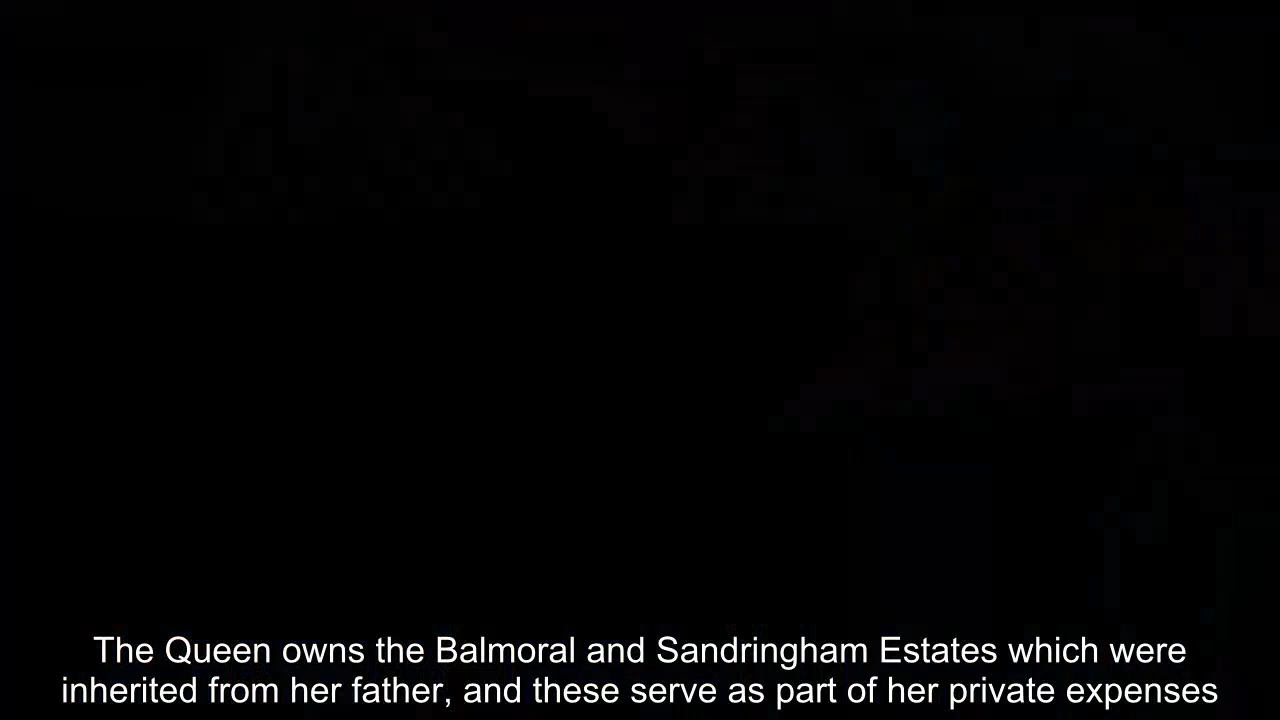 The Queen owns the Balmoral and Sandringham Estates which were
inherited from her father, and these serve as part of her private expenses